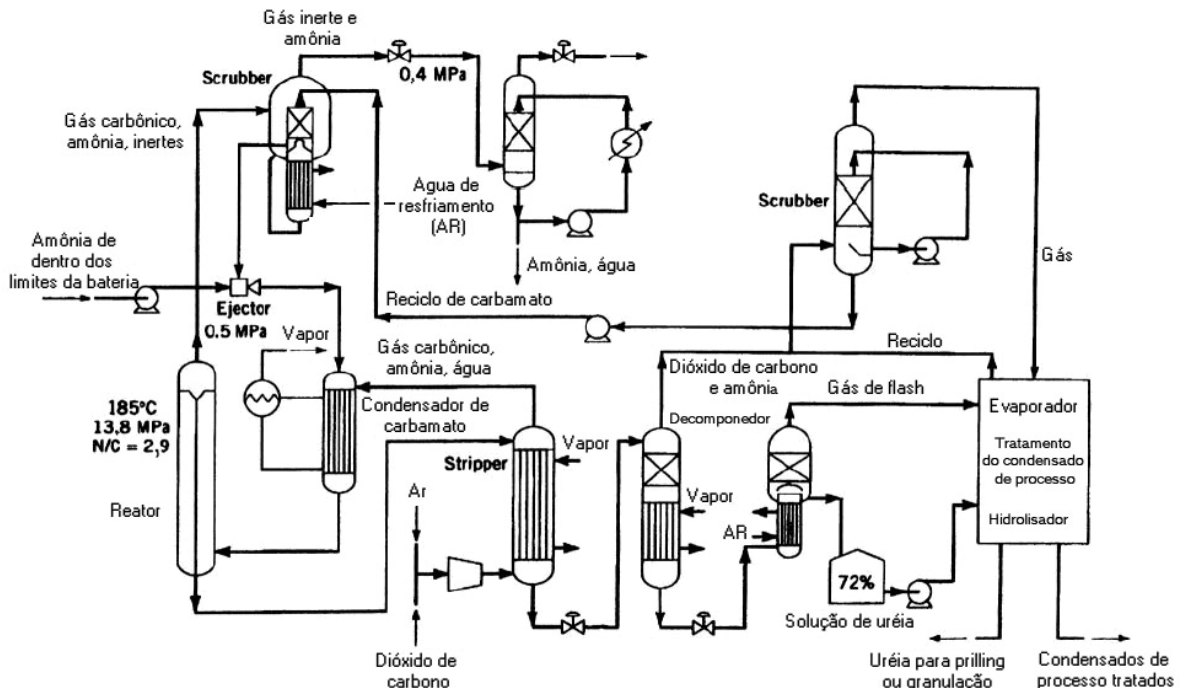 Gás inerte e
amônia
Scrubber
0,4 MPa
Gás carbônico,
amônia, inertes
Agua de
resfriamento
(AR)
Scrubber
Amônia de
dentro dos
limites da bateria
Amônia, água
Gás
Ejector
0.5 MPa
Reciclo de carbamato
Vapor
Gás carbônico,
amônia, água
Dióxido de carbono
e amônia
Reciclo
Gás de flash
185ºC
13,8 MPa
N/C = 2,9
Condensador de
carbamato
Decomponedor
Evaporador
Stripper
Vapor
Tratamento
do condensado
de processo
Ar
Vapor
Reator
AR
Hidrolisador
72%
Solução de uréia
Dióxido de
carbono
Uréia para prilling
ou granulação
Condensados de
processo tratados